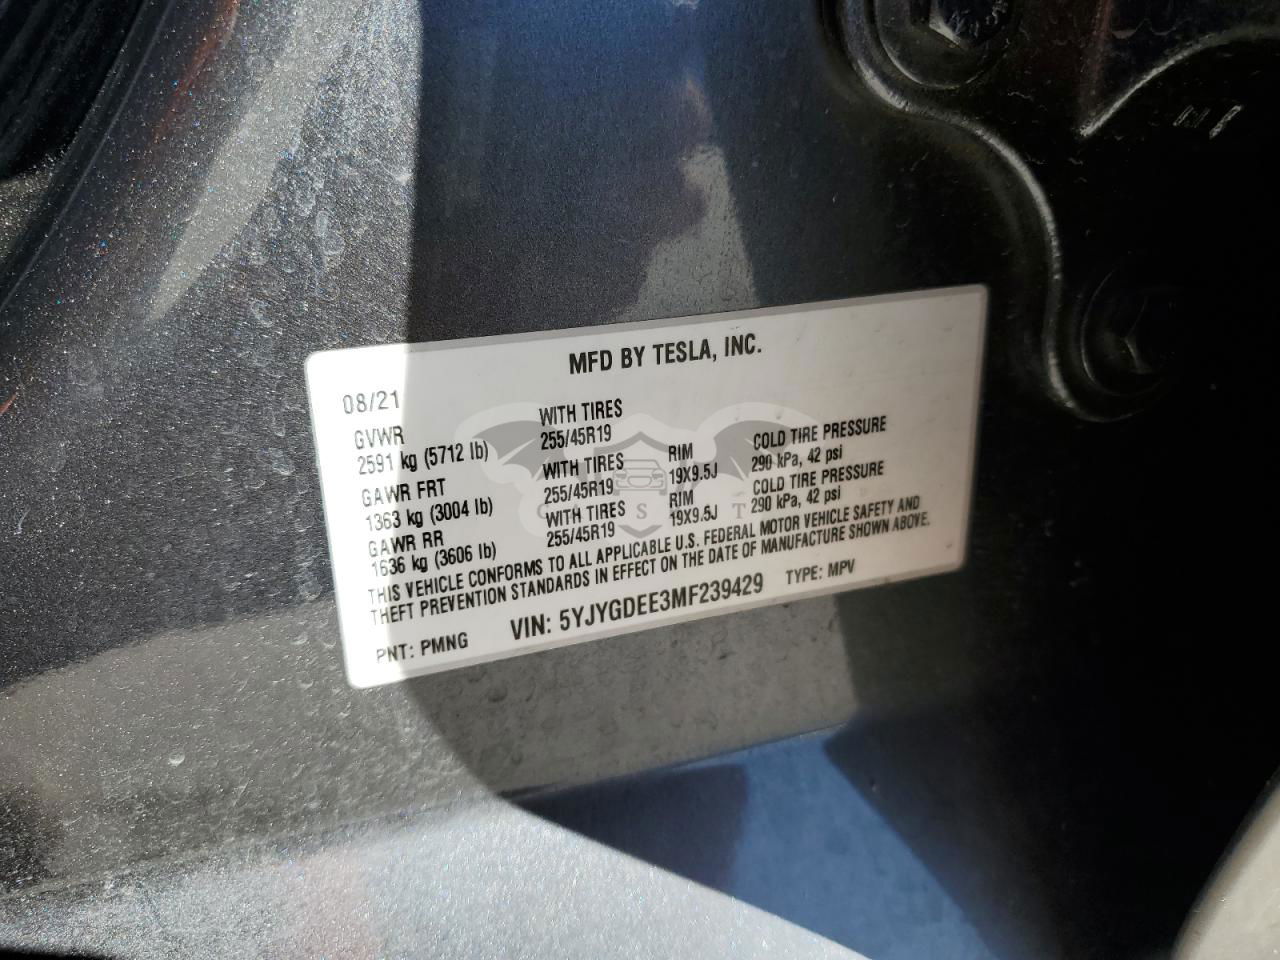 MFD BY TESLA, INC.
08/21
GVWR WITH TIRES
2591 kg (5712 lb) 255/45R19
GAWR FRT WITH TIRES RIM COLD TIRE PRESSURE
1363 kg (3004 lb) 255/45R19 19X9.5J 290 kPa, 42 psi
GAWR RR WITH TIRES RIM COLD TIRE PRESSURE
1636 kg (3606 lb) 255/45R19 19X9.5J 290 kPa, 42 psi
THIS VEHICLE CONFORMS TO ALL APPLICABLE U.S. FEDERAL MOTOR VEHICLE SAFETY AND
THEFT PREVENTION STANDARDS IN EFFECT ON THE DATE OF MANUFACTURE SHOWN ABOVE.
PNT: PMNG VIN: 5YJYGDEE3MF239429 TYPE: MPV